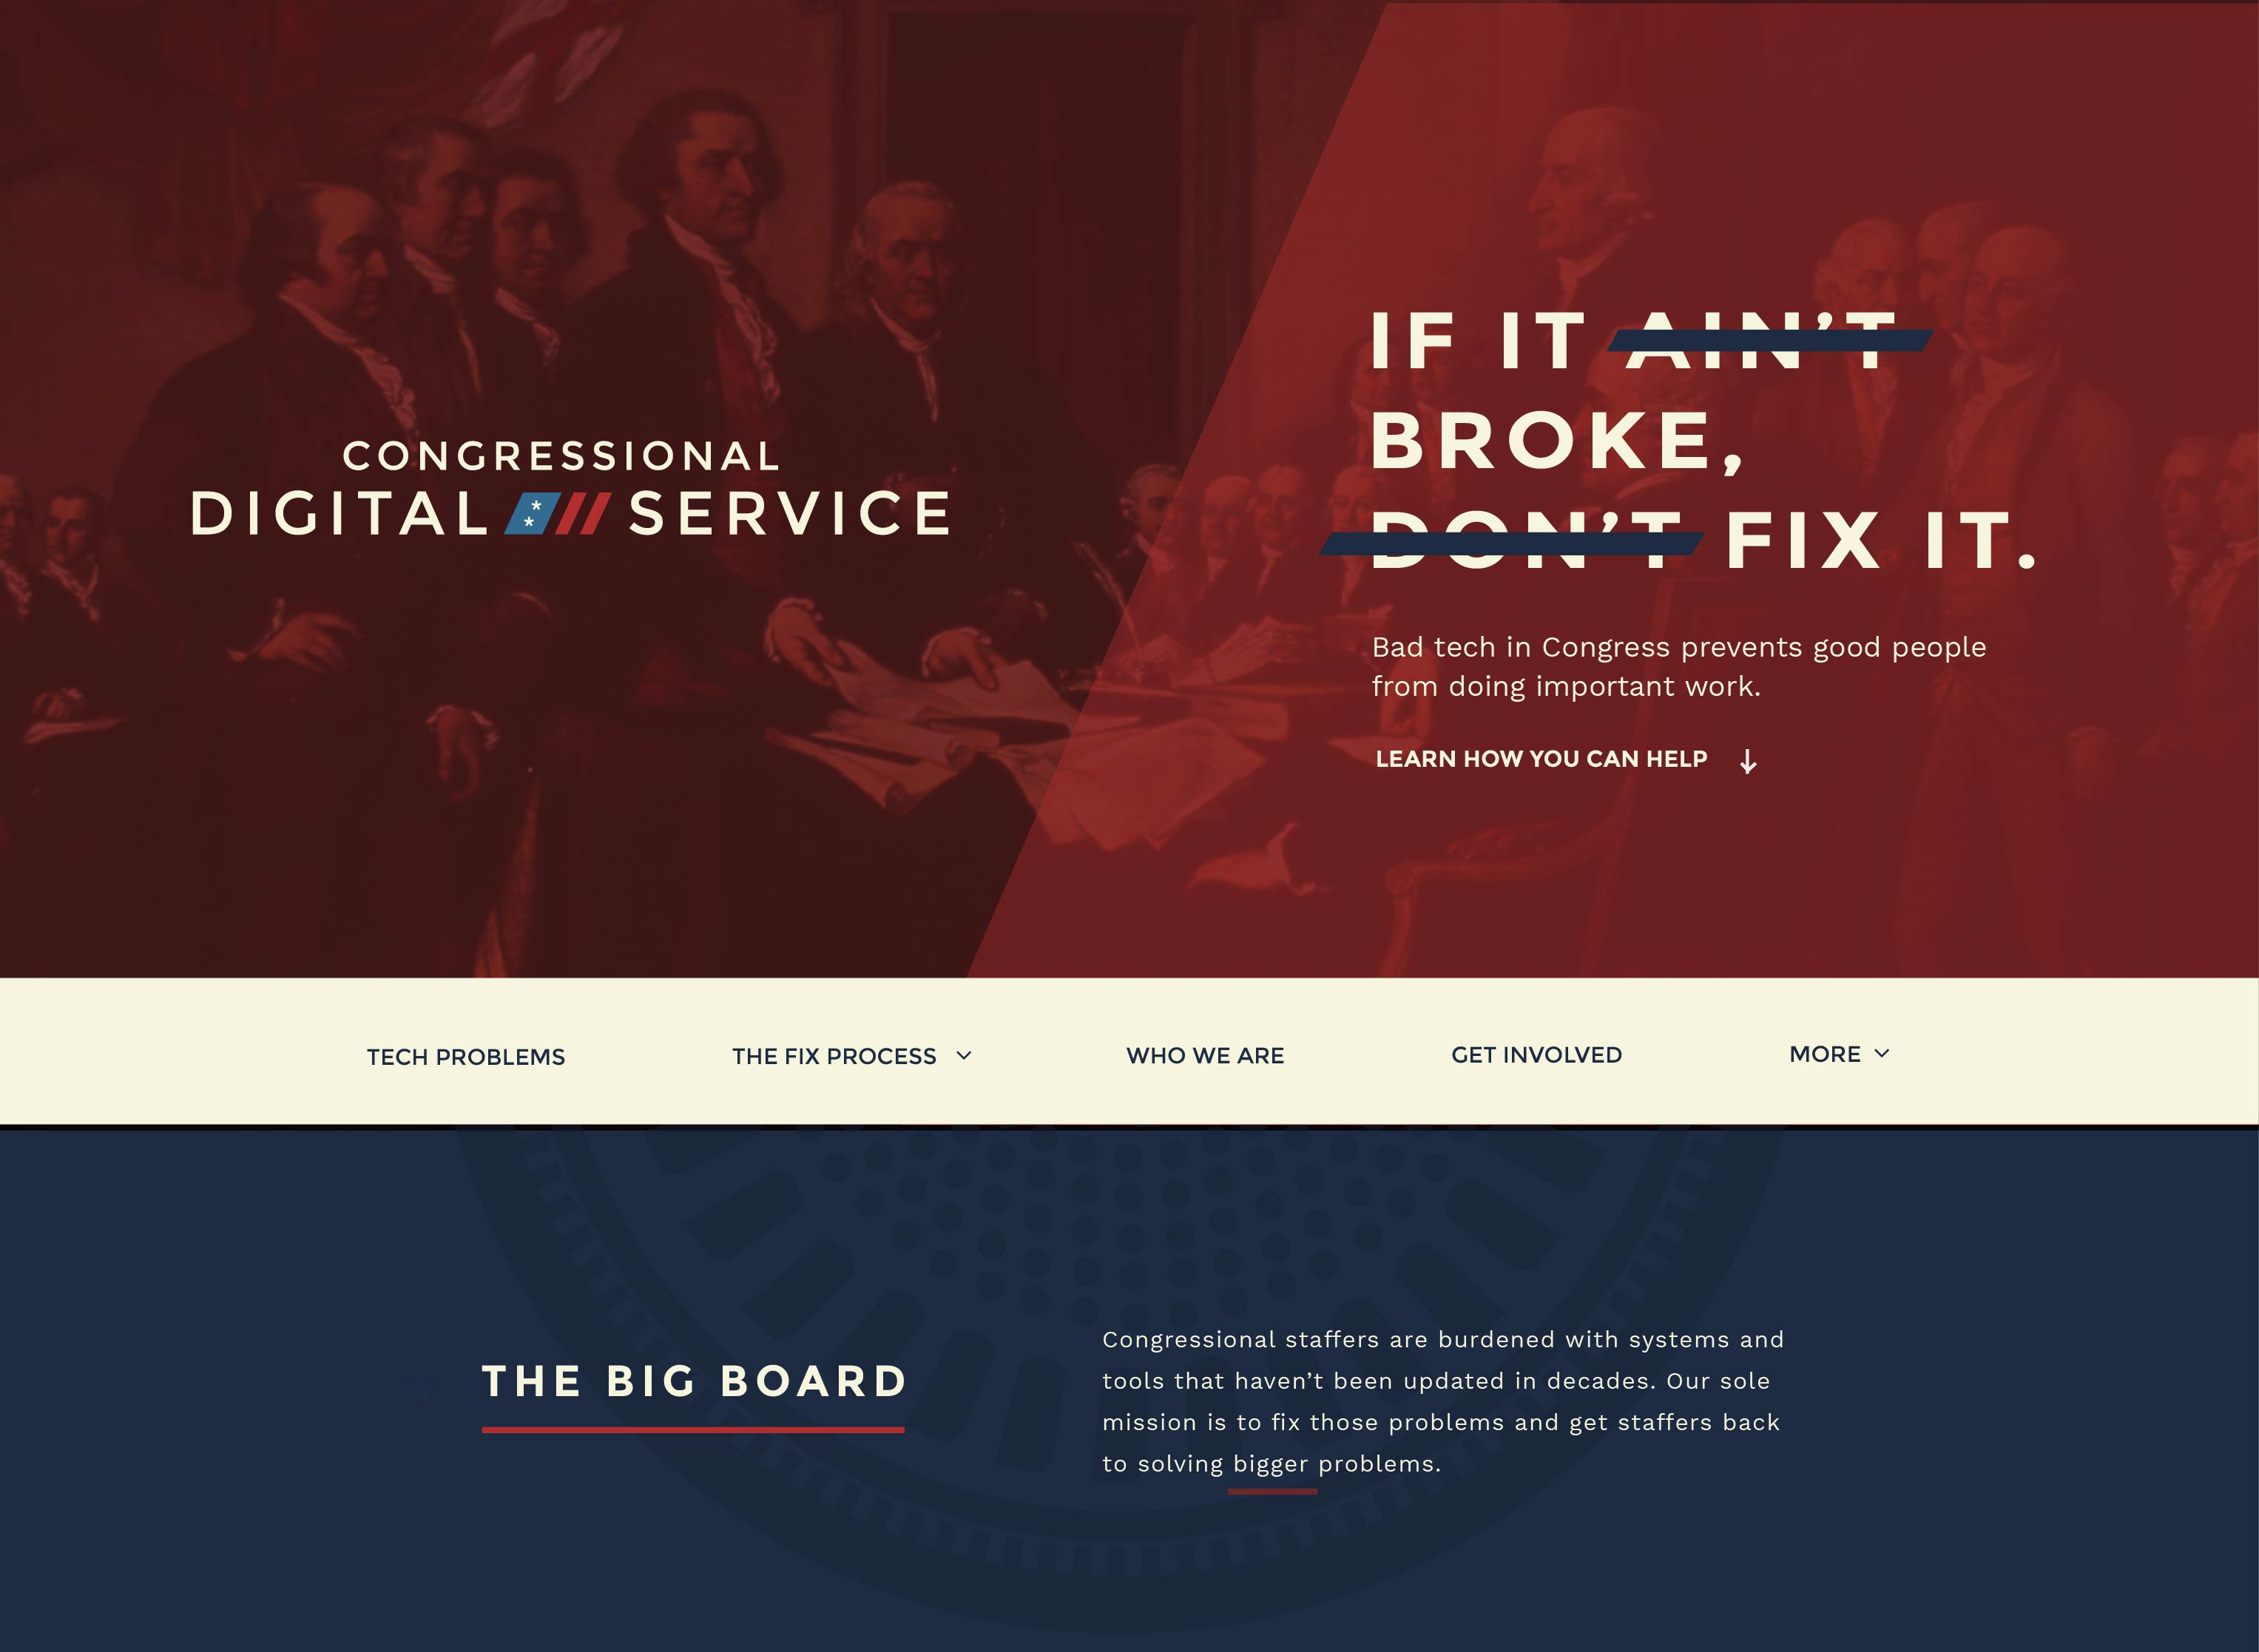 CONGRESSIONAL
DIGITAL SERVICE
IF IT AIN’T
BROKE,
DON’T FIX IT.
Bad tech in Congress prevents good people
from doing important work.
LEARN HOW YOU CAN HELP
TECH PROBLEMS
THE FIX PROCESS
WHO WE ARE
GET INVOLVED
MORE
THE BIG BOARD
Congressional staffers are burdened with systems and
tools that haven’t been updated in decades. Our sole
mission is to fix those problems and get staffers back
to solving bigger problems.